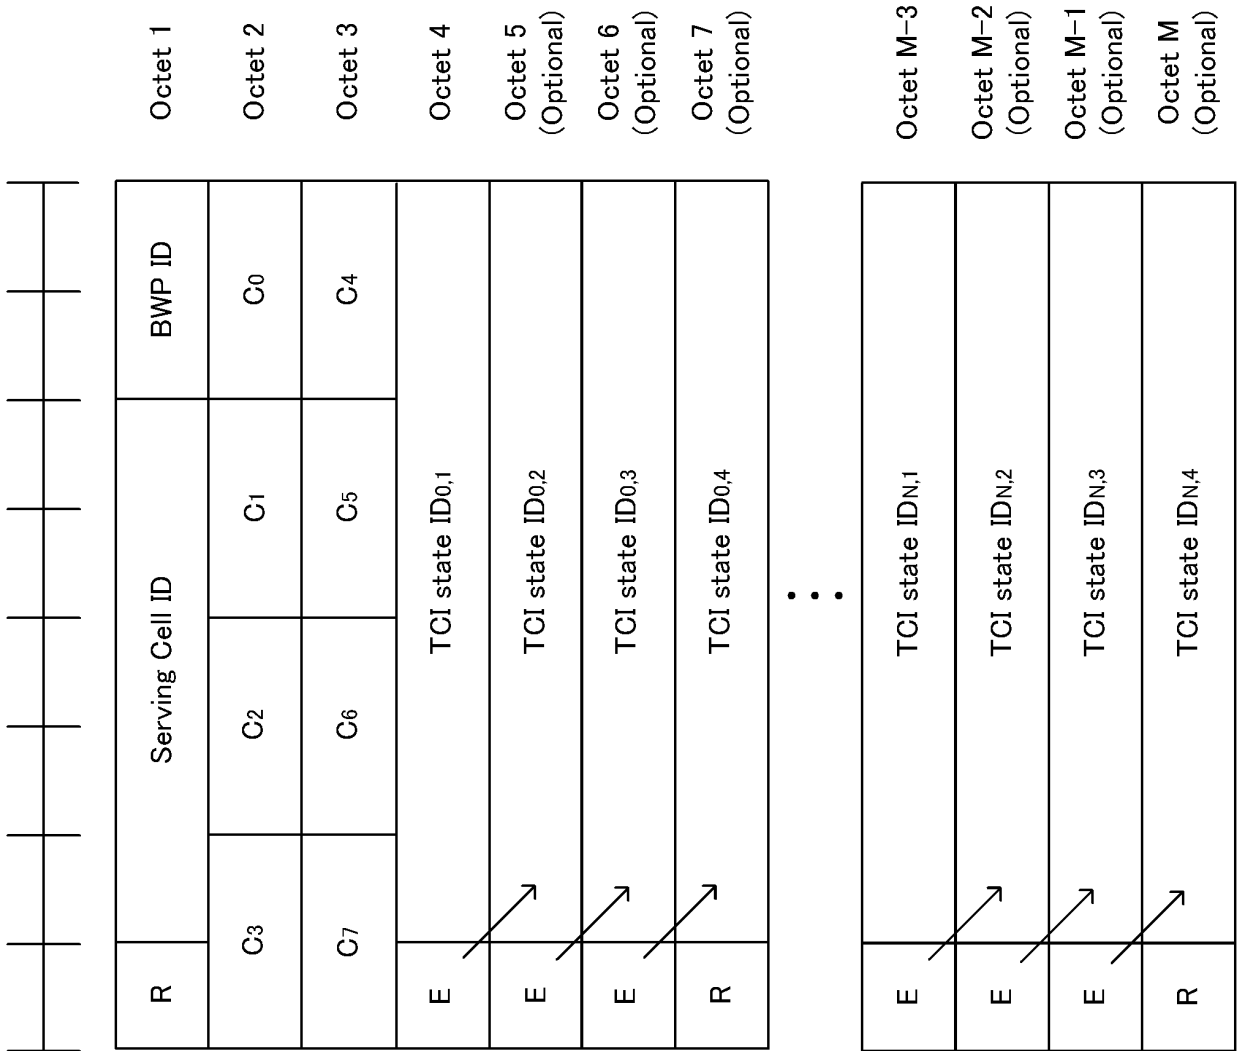 R Serving Cell ID BWP ID Octet 1
C3 C2 C1 C0 Octet 2
C7 C6 C5 C4 Octet 3
E TCI state ID0,1 Octet 4
E TCI state ID0,2 Octet 5
(Optional)
E TCI state ID0,3 Octet 6
(Optional)
R TCI state ID0,4 Octet 7
(Optional)
...
E TCI state IDN,1 Octet M-3
E TCI state IDN,2 Octet M-2
(Optional)
E TCI state IDN,3 Octet M-1
(Optional)
R TCI state IDN,4 Octet M
(Optional)